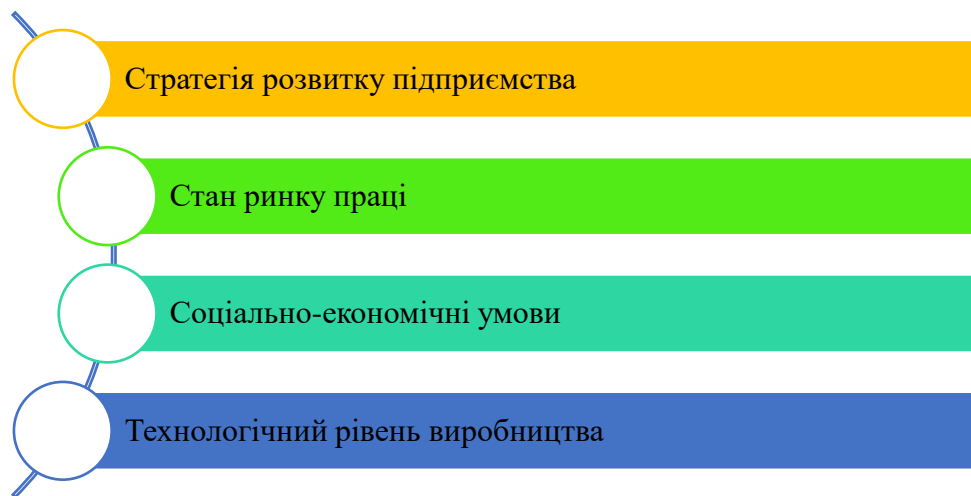 Стратегія розвитку підприємства
Стан ринку праці
Соціально-економічні умови
Технологічний рівень виробництва